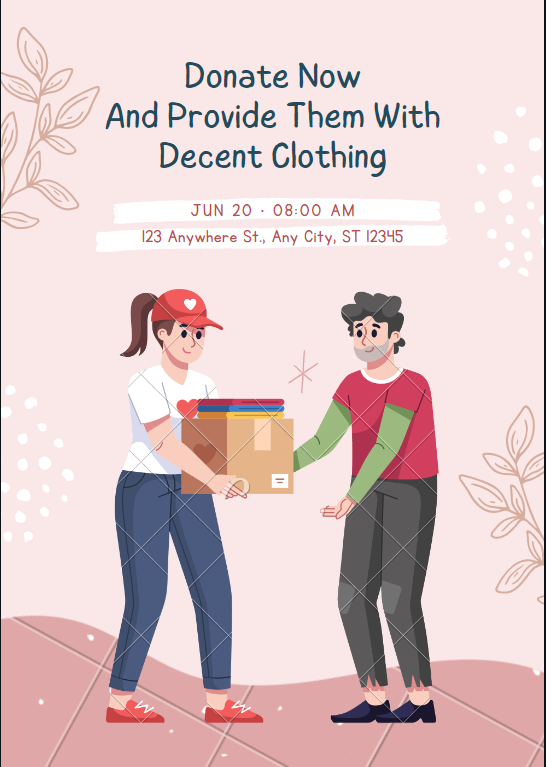 Donate Now
And Provide Them With
Decent Clothing
JUN 20 · 08:00 AM
123 Anywhere St., Any City, ST 12345